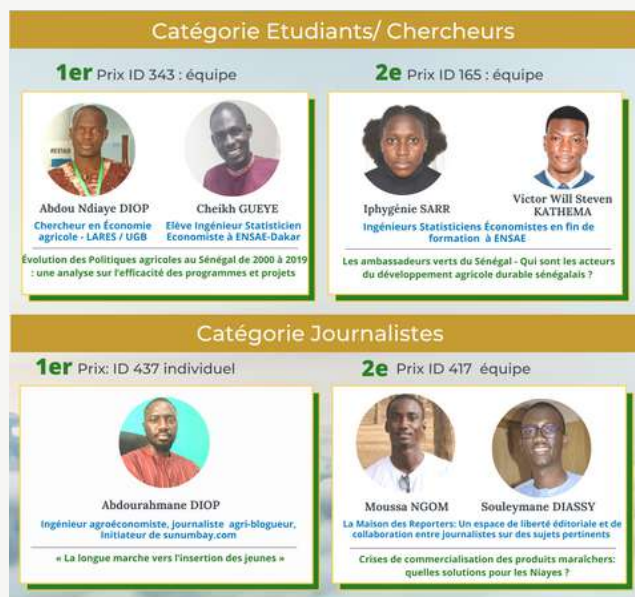 Catégorie Etudiants/ Chercheurs
1er Prix ID 343 : équipe
Abdou Ndiaye DIOP
Chercheur en Économie
agricole - LARES / UGB
Cheikh GUEYE
Elève Ingénieur Statisticien
Economiste à ENSAE-Dakar
Évolution des Politiques agricoles au Sénégal de 2000 à 2019
: une analyse sur l'efficacité des programmes et projets
2e Prix ID 165 : équipe
Iphygénie SARR
Victor Will Steven
KATHEMA
Ingénieurs Statisticiens Économistes en fin de
formation à ENSAE
Les ambassadeurs verts du Sénégal - Qui sont les acteurs
du développement agricole durable sénégalais ?
Catégorie Journalistes
1er Prix: ID 437 individuel
Abdourahmane DIOP
Ingénieur agroéconomiste, journaliste agri-blogueur,
Initiateur de sunumbay.com
« La longue marche vers l'insertion des jeunes »
2e Prix ID 417 équipe
Moussa NGOM
Souleymane DIASSY
La Maison des Reporters: Un espace de liberté éditoriale et de
collaboration entre journalistes sur des sujets pertinents
Crises de commercialisation des produits maraîchers:
quelles solutions pour les Niayes ?